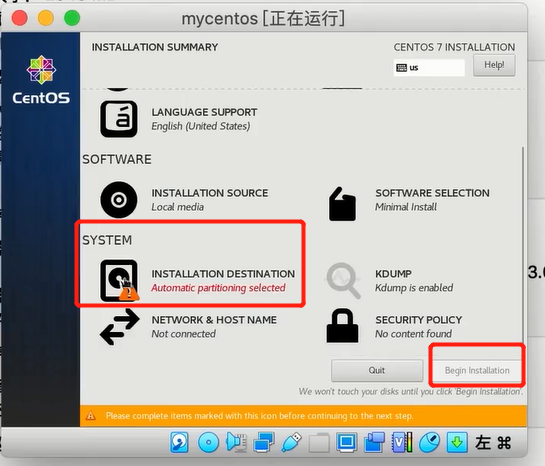 mycentos [正在运行]
INSTALLATION SUMMARY
CENTOS 7 INSTALLATION
us
Help!
CentOS
LANGUAGE SUPPORT
English (United States)
SOFTWARE
INSTALLATION SOURCE
Local media
SOFTWARE SELECTION
Minimal Install
SYSTEM
INSTALLATION DESTINATION
Automatic partitioning selected
KDUMP
Kdump is enabled
NETWORK & HOST NAME
Not connected
SECURITY POLICY
No content found
Quit
Begin Installation
We won't touch your disks until you click 'Begin Installation'.
Please complete items marked with this icon before continuing to the next step.
左 ⌘